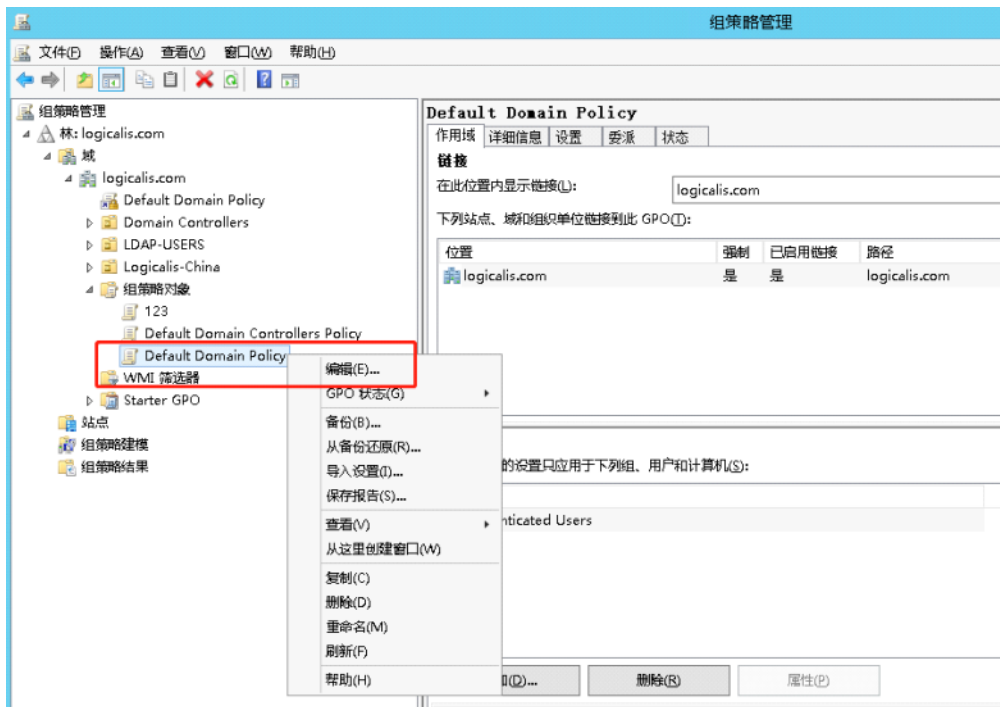 组策略管理
文件(F) 操作(A) 查看(V) 窗口(W) 帮助(H)
组策略管理
林: logicalis.com
域
logicalis.com
Default Domain Policy
Domain Controllers
LDAP-USERS
Logicalis-China
组策略对象
123
Default Domain Controllers Policy
Default Domain Policy
WMI 筛选器
Starter GPO
站点
组策略建模
组策略结果
编辑(E)...
GPO 状态(G)
备份(B)...
从备份还原(R)...
导入设置(I)...
保存报告(S)...
查看(V)
从这里创建窗口(W)
复制(C)
删除(D)
重命名(M)
刷新(F)
帮助(H)
Default Domain Policy
作用域 详细信息 设置 委派 状态
链接
在此位置内显示链接(L): logicalis.com
下列站点、域和组织单位链接到此 GPO(T):
位置 强制 已启用链接 路径
logicalis.com 是 是 logicalis.com
的设置只应用于下列组、用户和计算机(S):
nticated Users
(D)... 删除(R) 属性(P)